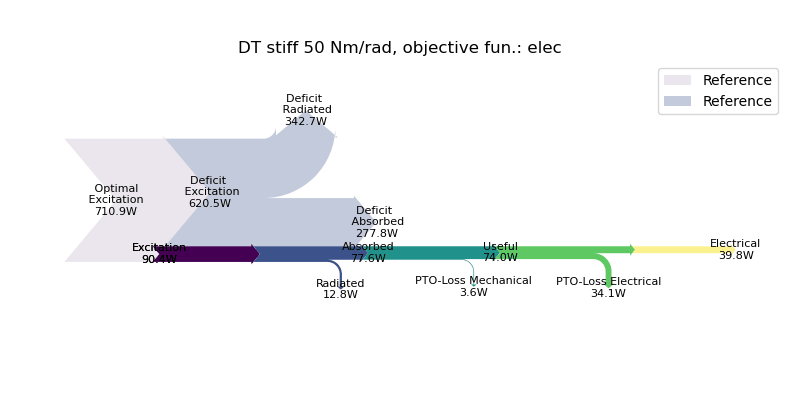 DT stiff 50 Nm/rad, objective fun.: elec
Reference
Reference
Deficit
Radiated
342.7W
Optimal
Excitation
710.9W
Deficit
Excitation
620.5W
Deficit
Absorbed
277.8W
Excitation
90.4W
Absorbed
77.6W
Useful
74.0W
Electrical
39.8W
Radiated
12.8W
PTO-Loss Mechanical
3.6W
PTO-Loss Electrical
34.1W